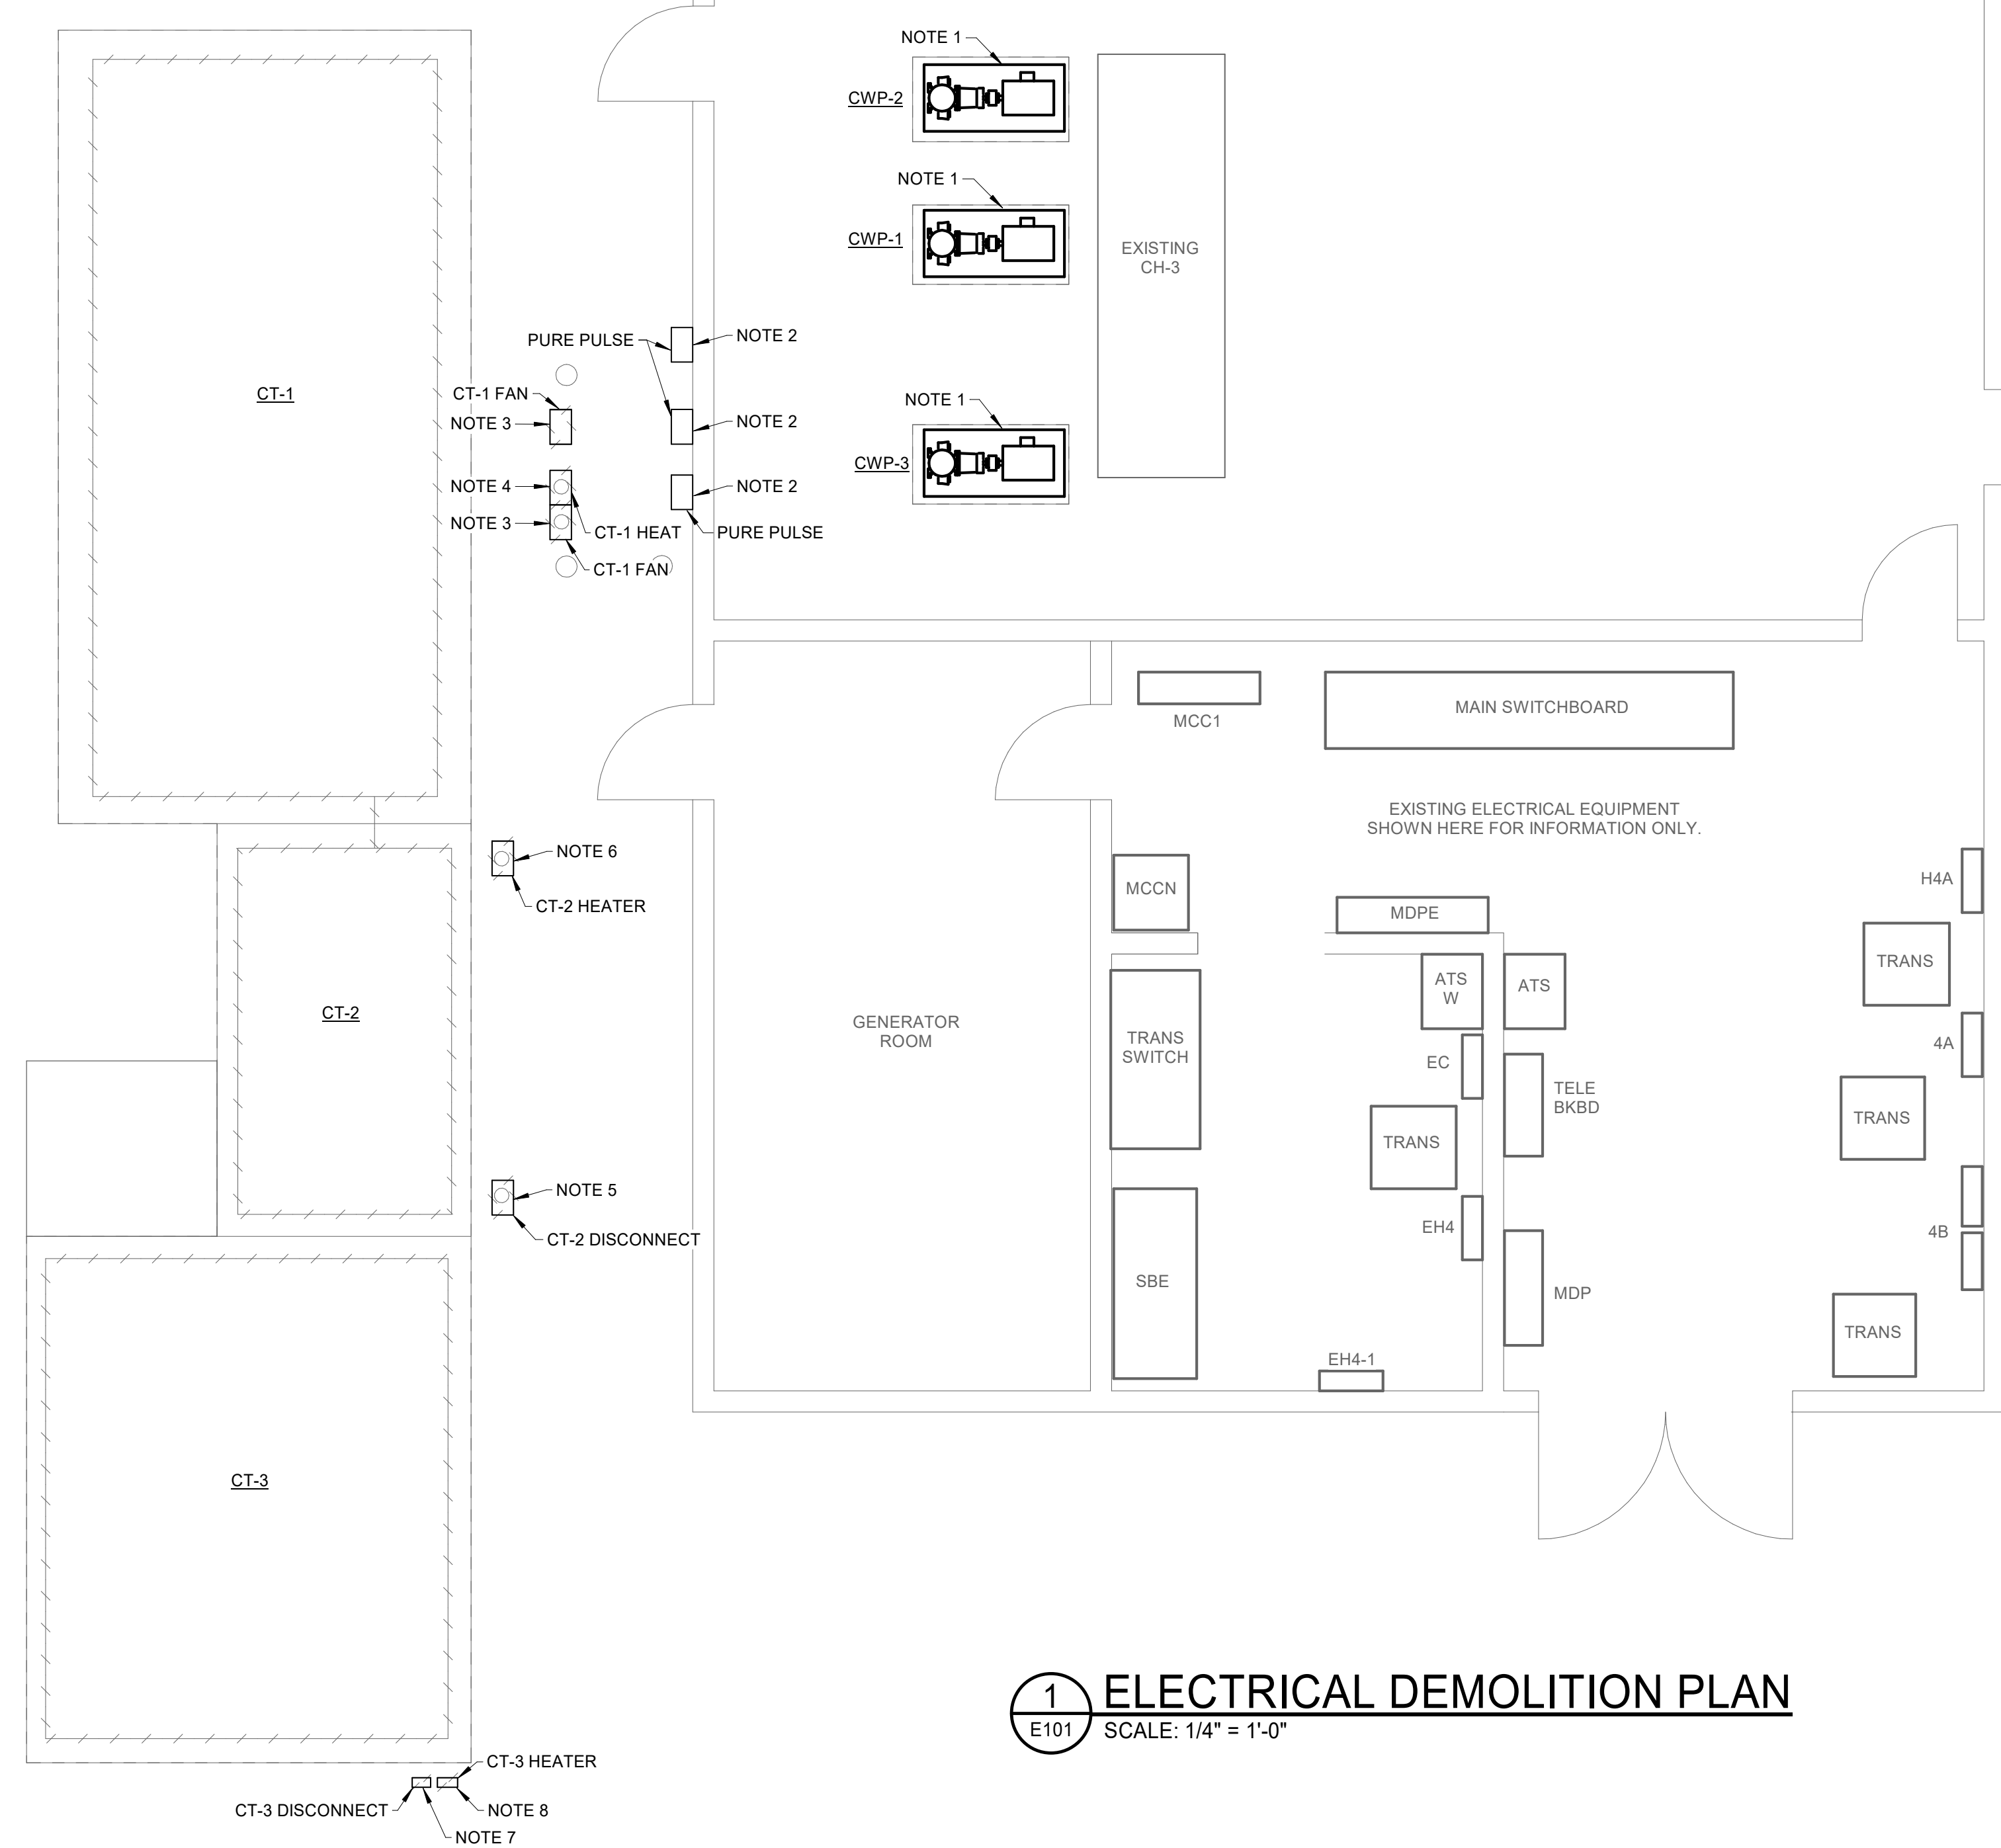 NOTE 1
CWP-2
NOTE 1
CWP-1
EXISTING
CH-3
PURE PULSE
NOTE 2
CT-1
CT-1 FAN
NOTE 3
NOTE 2
NOTE 1
CWP-3
NOTE 4
NOTE 2
NOTE 3
CT-1 HEAT
PURE PULSE
CT-1 FAN
MCC1
MAIN SWITCHBOARD
EXISTING ELECTRICAL EQUIPMENT
SHOWN HERE FOR INFORMATION ONLY.
NOTE 6
CT-2 HEATER
MCCN
MDPE
H4A
TRANS
ATS
W
ATS
CT-2
GENERATOR
ROOM
TRANS
SWITCH
EC
4A
TELE
BKBD
TRANS
TRANS
NOTE 5
CT-2 DISCONNECT
EH4
4B
SBE
MDP
TRANS
EH4-1
CT-3
1
E101
ELECTRICAL DEMOLITION PLAN
SCALE: 1/4" = 1'-0"
CT-3 HEATER
CT-3 DISCONNECT
NOTE 8
NOTE 7